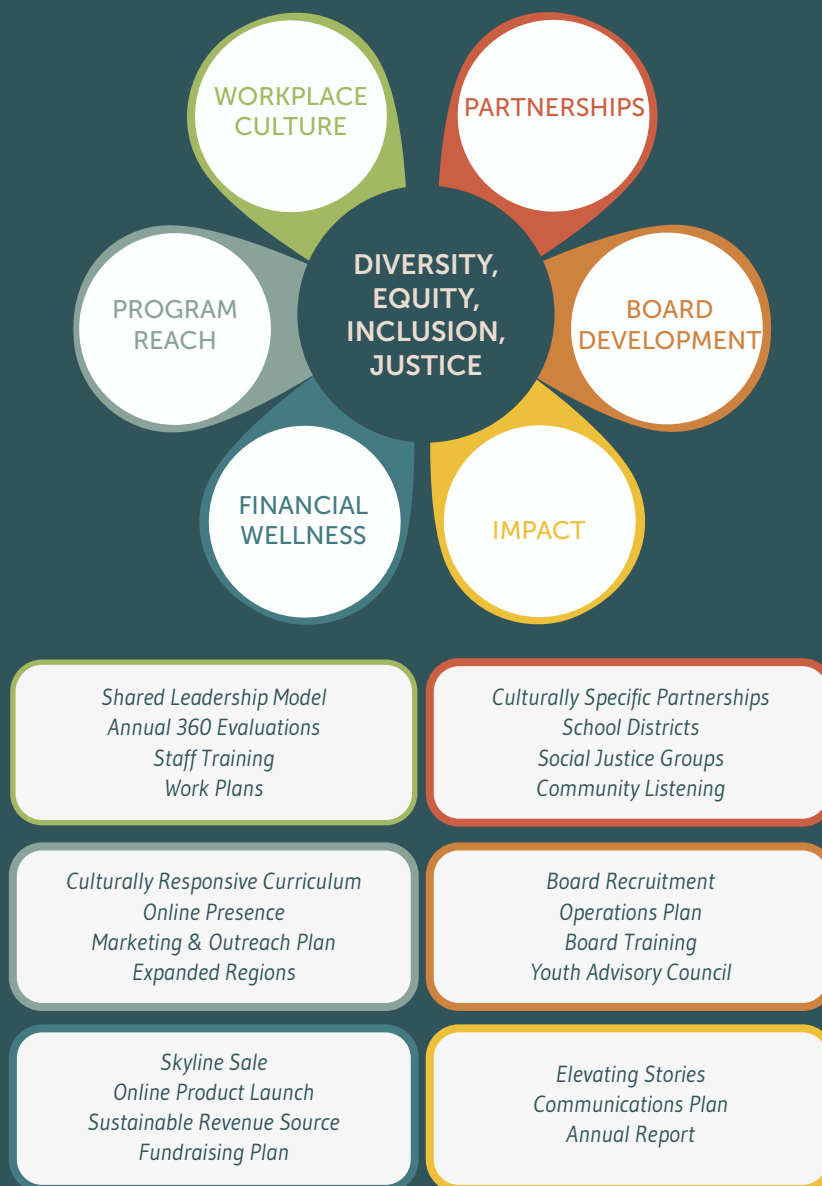 WORKPLACE
CULTURE
PARTNERSHIPS
DIVERSITY,
EQUITY,
INCLUSION,
JUSTICE
PROGRAM
REACH
BOARD
DEVELOPMENT
FINANCIAL
WELLNESS
IMPACT
Shared Leadership Model
Annual 360 Evaluations
Staff Training
Work Plans
Culturally Specific Partnerships
School Districts
Social Justice Groups
Community Listening
Culturally Responsive Curriculum
Online Presence
Marketing & Outreach Plan
Expanded Regions
Board Recruitment
Operations Plan
Board Training
Youth Advisory Council
Skyline Sale
Online Product Launch
Sustainable Revenue Source
Fundraising Plan
Elevating Stories
Communications Plan
Annual Report